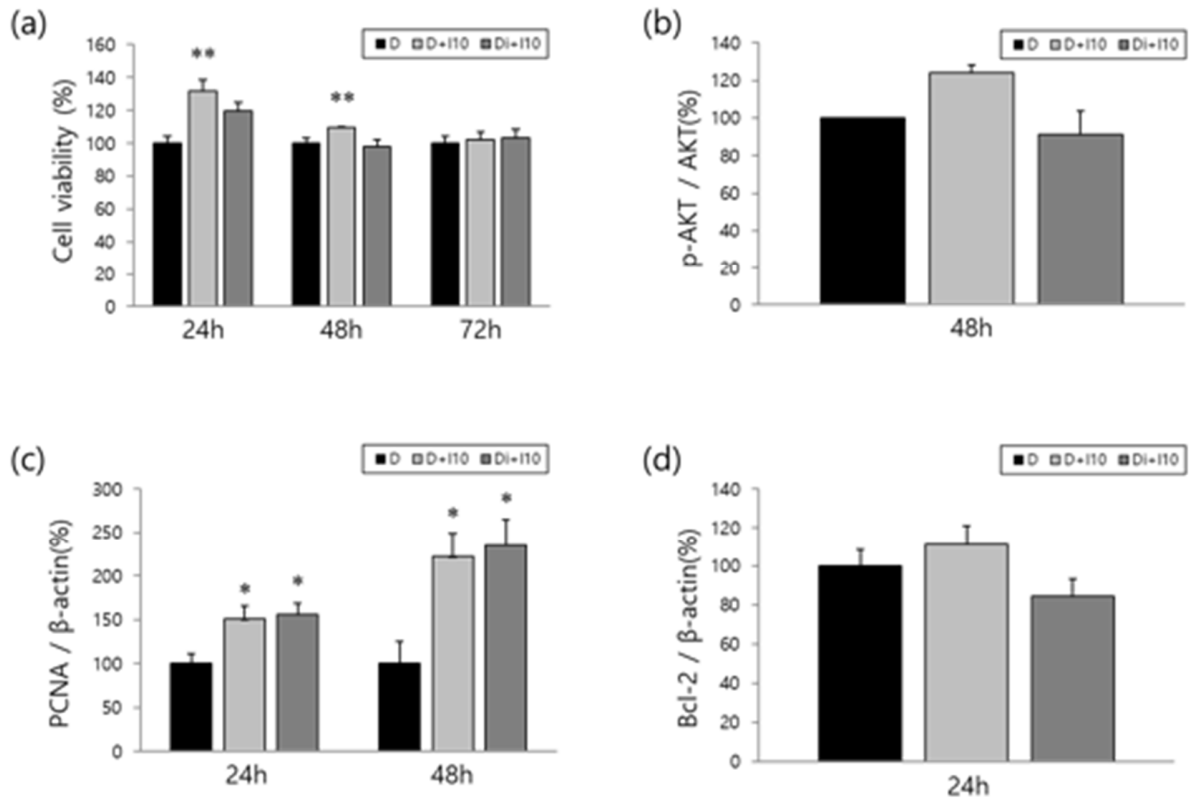 (a)
■ D ■ D+I10 ■ Di+I10
Cell viability (%)
160
140
120
100
80
60
40
20
0
**
**
24h 48h 72h
(b)
■ D ■ D+I10 ■ Di+I10
p-AKT / AKT(%)
140
120
100
80
60
40
20
0
48h
(c)
■ D ■ D+I10 ■ Di+I10
PCNA / β-actin(%)
300
250
200
150
100
50
0
* *
* *
24h 48h
(d)
■ D ■ D+I10 ■ Di+I10
Bcl-2 / β-actin(%)
140
120
100
80
60
40
20
0
24h